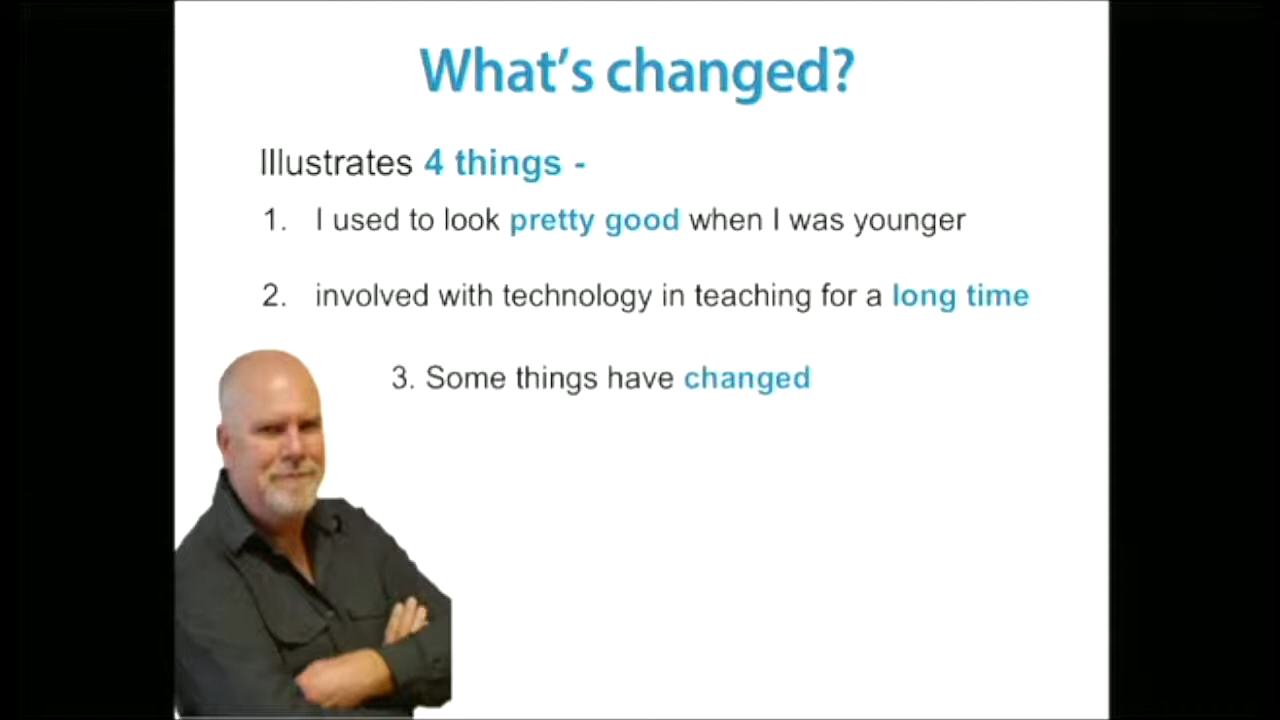 What's changed?
Illustrates 4 things -
1. I used to look pretty good when I was younger
2. involved with technology in teaching for a long time
3. Some things have changed